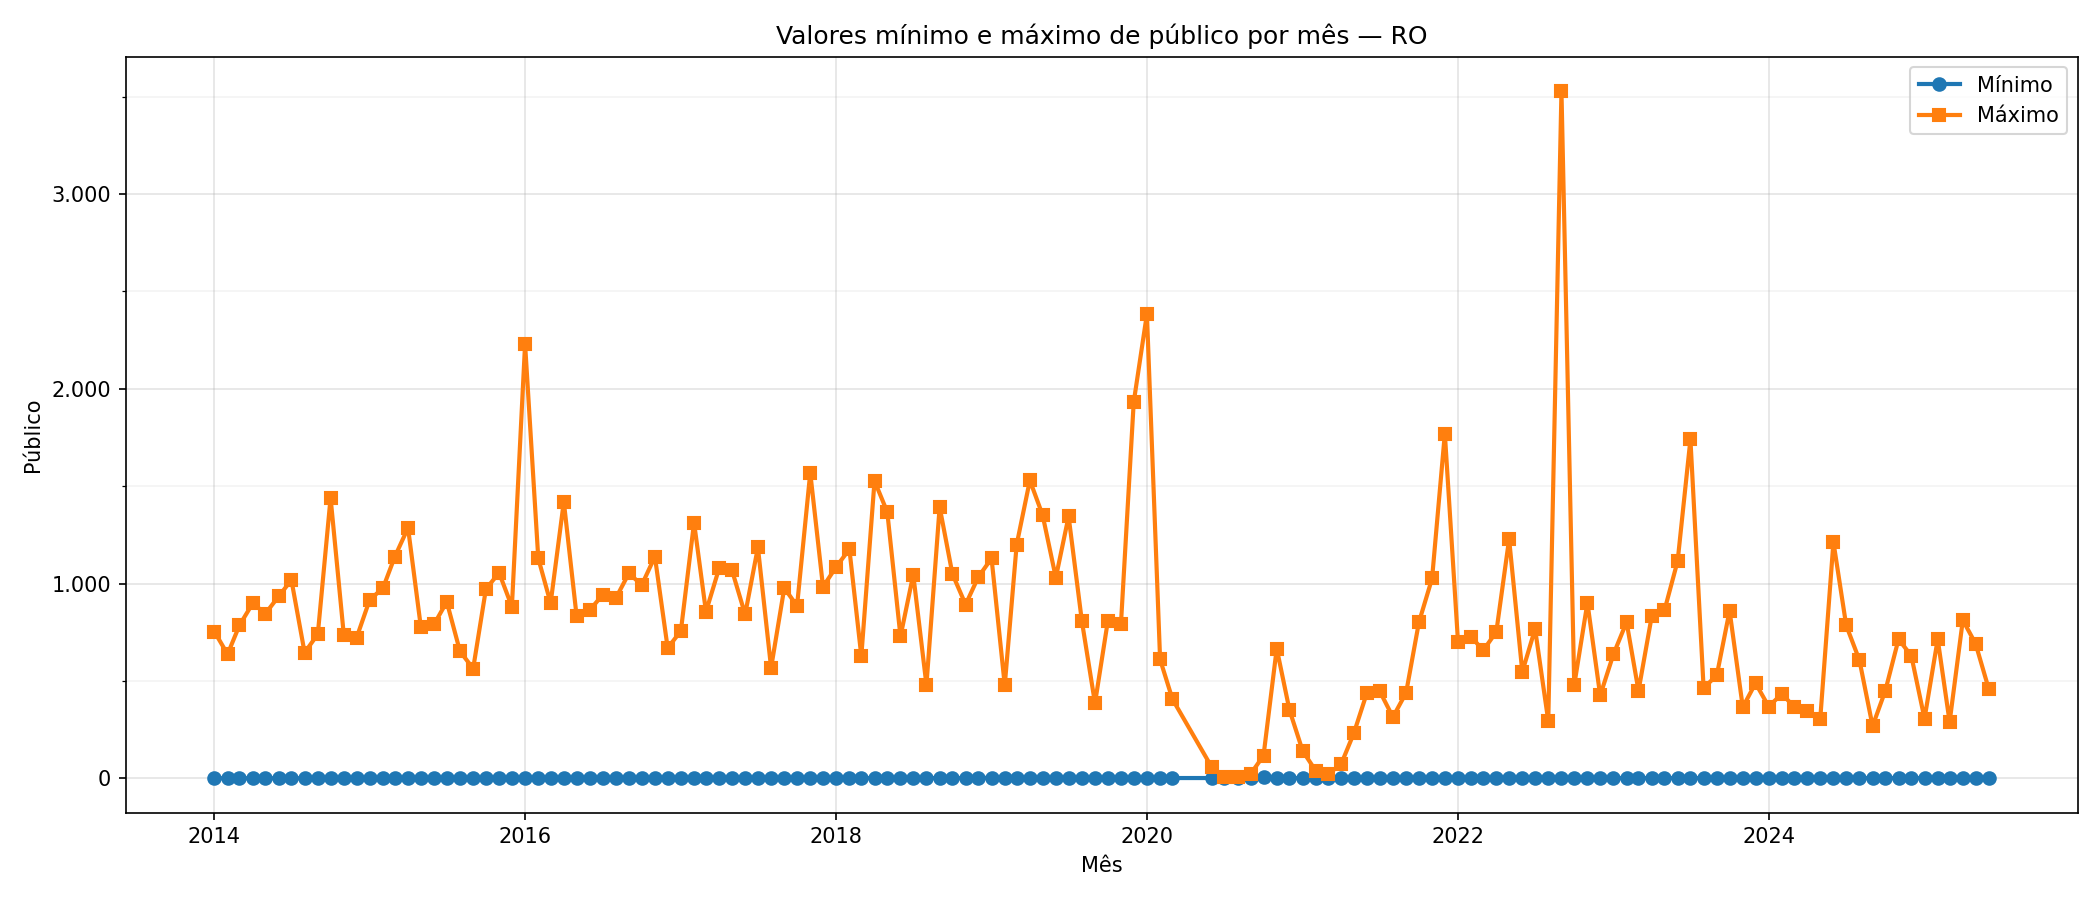 Valores mínimo e máximo de público por mês — RO
Mínimo
Máximo
Público
3.000
2.000
1.000
0
2014 2016 2018 2020 2022 2024
Mês